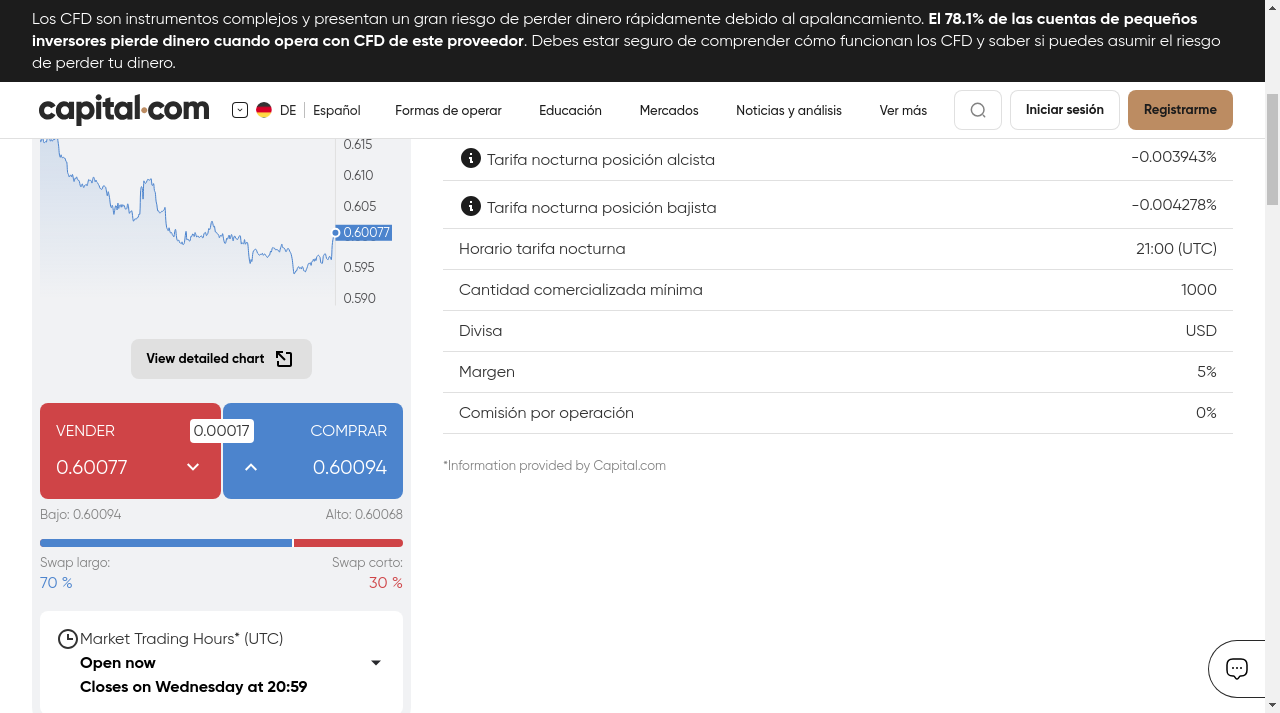 Los CFD son instrumentos complejos y presentan un gran riesgo de perder dinero rápidamente debido al apalancamiento. El 78.1% de las cuentas de pequeños
inversores pierde dinero cuando opera con CFD de este proveedor. Debes estar seguro de comprender cómo funcionan los CFD y saber si puedes asumir el riesgo
de perder tu dinero.
capital.com
DE
Español
Formas de operar
Educación
Mercados
Noticias y análisis
Ver más
Iniciar sesión
Registrarme
0.615
0.610
0.605
0.60077
0.595
0.590
View detailed chart
VENDER
0.00017
COMPRAR
0.60077
0.60094
Bajo: 0.60094
Alto: 0.60068
Swap largo:
Swap corto:
70 %
30 %
Market Trading Hours* (UTC)
Open now
Closes on Wednesday at 20:59
Tarifa nocturna posición alcista -0.003943%
Tarifa nocturna posición bajista -0.004278%
Horario tarifa nocturna 21:00 (UTC)
Cantidad comercializada mínima 1000
Divisa USD
Margen 5%
Comisión por operación 0%
*Information provided by Capital.com